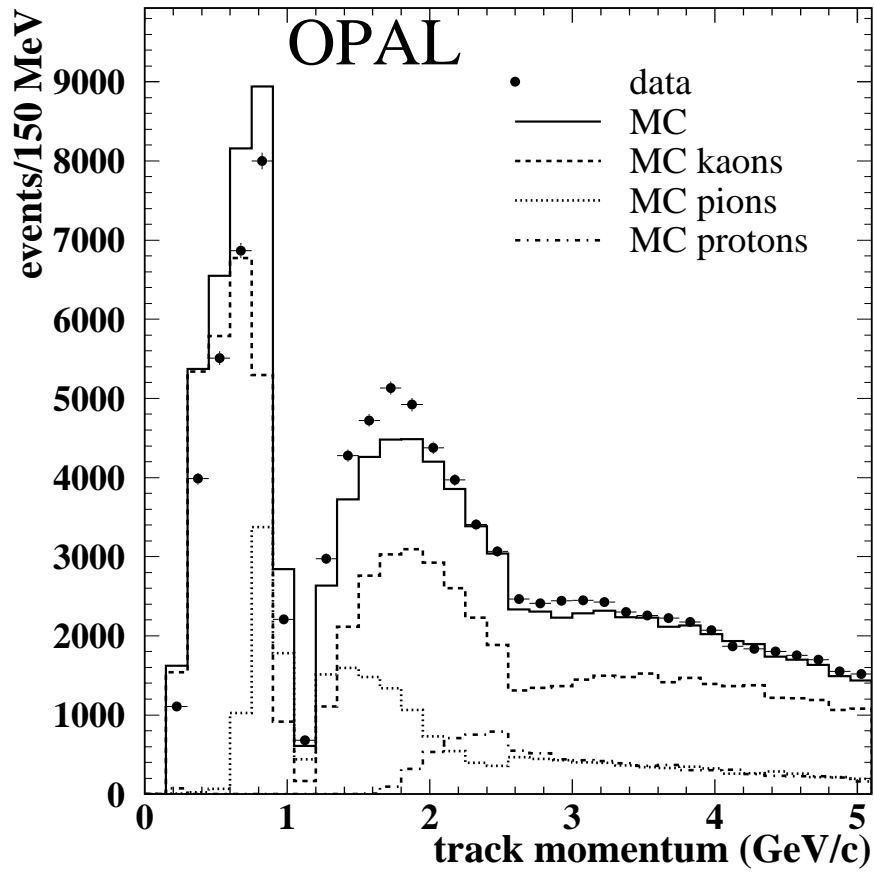 OPAL
events/150 MeV
data
MC
MC kaons
MC pions
MC protons
9000
8000
7000
6000
5000
4000
3000
2000
1000
0
0 1 2 3 4 5
track momentum (GeV/c)